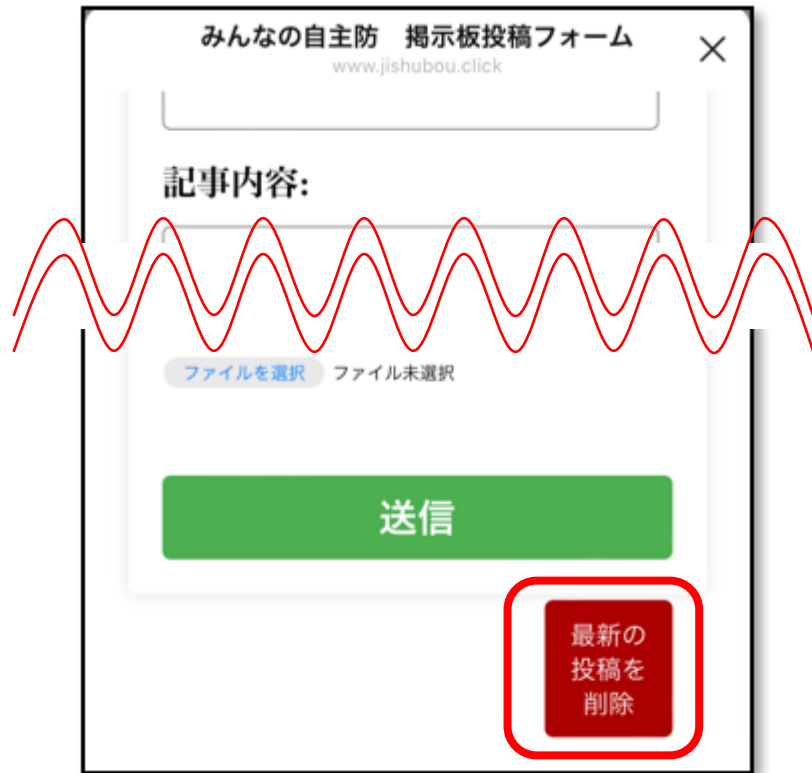 みんなの自主防　掲示板投稿フォーム
www.jishubou.click
記事内容:
ファイルを選択 ファイル未選択
送信
最新の
投稿を
削除